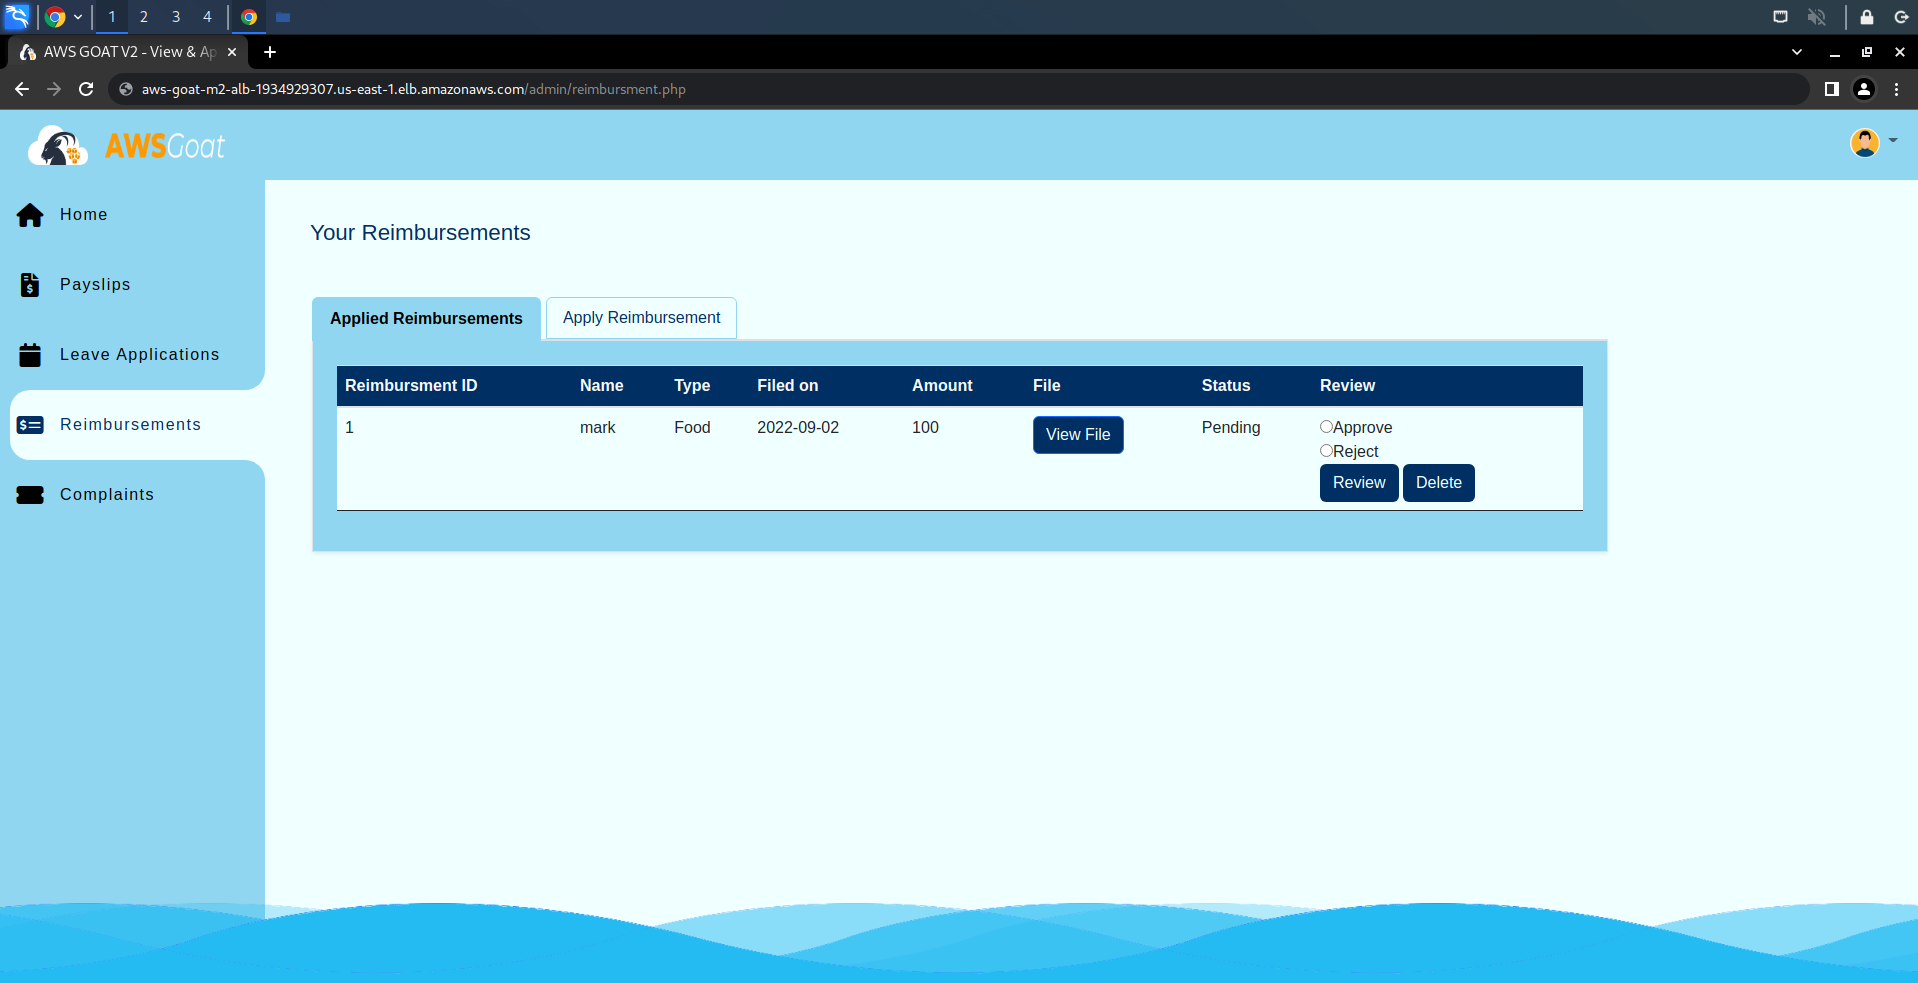 1 2 3 4
AWS GOAT V2 - View & Ap
aws-goat-m2-alb-1934929307.us-east-1.elb.amazonaws.com/admin/reimbursment.php
AWSGoat
Home
Payslips
Leave Applications
Reimbursements
Complaints
Your Reimbursements
Applied Reimbursements Apply Reimbursement
Reimbursment ID Name Type Filed on Amount File Status Review
1 mark Food 2022-09-02 100 View File Pending Approve
Reject
Review Delete